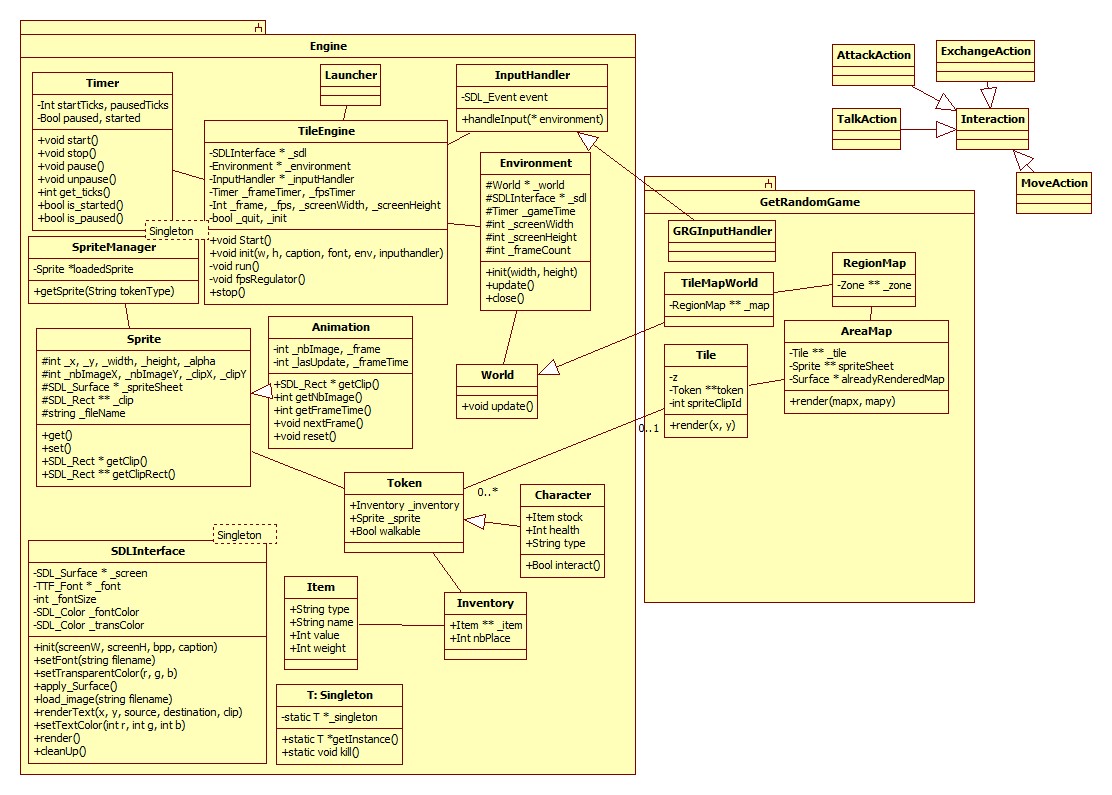 Engine
Timer
-Int startTicks, pausedTicks
-Bool paused, started
+void start()
+void stop()
+void pause()
+void unpause()
+int get_ticks()
+bool is_started()
+bool is_paused()
Launcher
InputHandler
-SDL_Event event
+handleInput(* environment)
TileEngine
-SDLInterface * _sdl
-Environment * _environment
-InputHandler * _inputHandler
-Timer _frameTimer, _fpsTimer
-Int _frame, _fps, _screenWidth, _screenHeight
-bool _quit, _init
+void Start()
+void init(w, h, caption, font, env, inputhandler)
-void run()
-void fpsRegulator()
+stop()
Environment
#World * _world
#SDLInterface * _sdl
#Timer _gameTime
#int _screenWidth
#int _screenHeight
#int _frameCount
+init(width, height)
+update()
+close()
Singleton
SpriteManager
-Sprite *loadedSprite
+getSprite(String tokenType)
Sprite
#int _x, _y, _width, _height, _alpha
#int _nbImageX, _nbImageY, _clipX, _clipY
#SDL_Surface * _spriteSheet
#SDL_Rect ** _clip
#string _fileName
+get()
+set()
+SDL_Rect * getClip()
+SDL_Rect ** getClipRect()
Animation
-int _nbImage, _frame
-int _lasUpdate, _frameTime
+SDL_Rect * getClip()
+int getNbImage()
+int getFrameTime()
+void nextFrame()
+void reset()
World
+void update()
Token
+Inventory _inventory
+Sprite _sprite
+Bool walkable
0..*
0..1
Character
+Item stock
+Int health
+String type
+Bool interact()
Singleton
SDLInterface
-SDL_Surface * _screen
-TTF_Font * _font
-int _fontSize
-SDL_Color _fontColor
-SDL_Color _transColor
+init(screenW, screenH, bpp, caption)
+setFont(string filename)
+setTransparentColor(r, g, b)
+apply_Surface()
+load_image(string filename)
+renderText(x, y, source, destination, clip)
+setTextColor(int r, int g, int b)
+render()
+cleanUp()
Item
+String type
+String name
+Int value
+Int weight
Inventory
+Item ** _item
+Int nbPlace
T: Singleton
-static T *_singleton
+static T *getInstance()
+static void kill()
GetRandomGame
GRGInputHandler
TileMapWorld
-RegionMap ** _map
RegionMap
-Zone ** _zone
Tile
-z
-Token **token
-int spriteClipId
+render(x, y)
AreaMap
-Tile ** _tile
-Sprite ** spriteSheet
-Surface * alreadyRenderedMap
+render(mapx, mapy)
AttackAction
ExchangeAction
TalkAction
Interaction
MoveAction